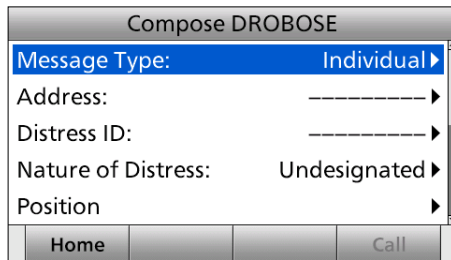 Compose DROBOSE
Message Type: Individual
Address: –––––––––
Distress ID: –––––––––
Nature of Distress: Undesignated
Position
Home Call